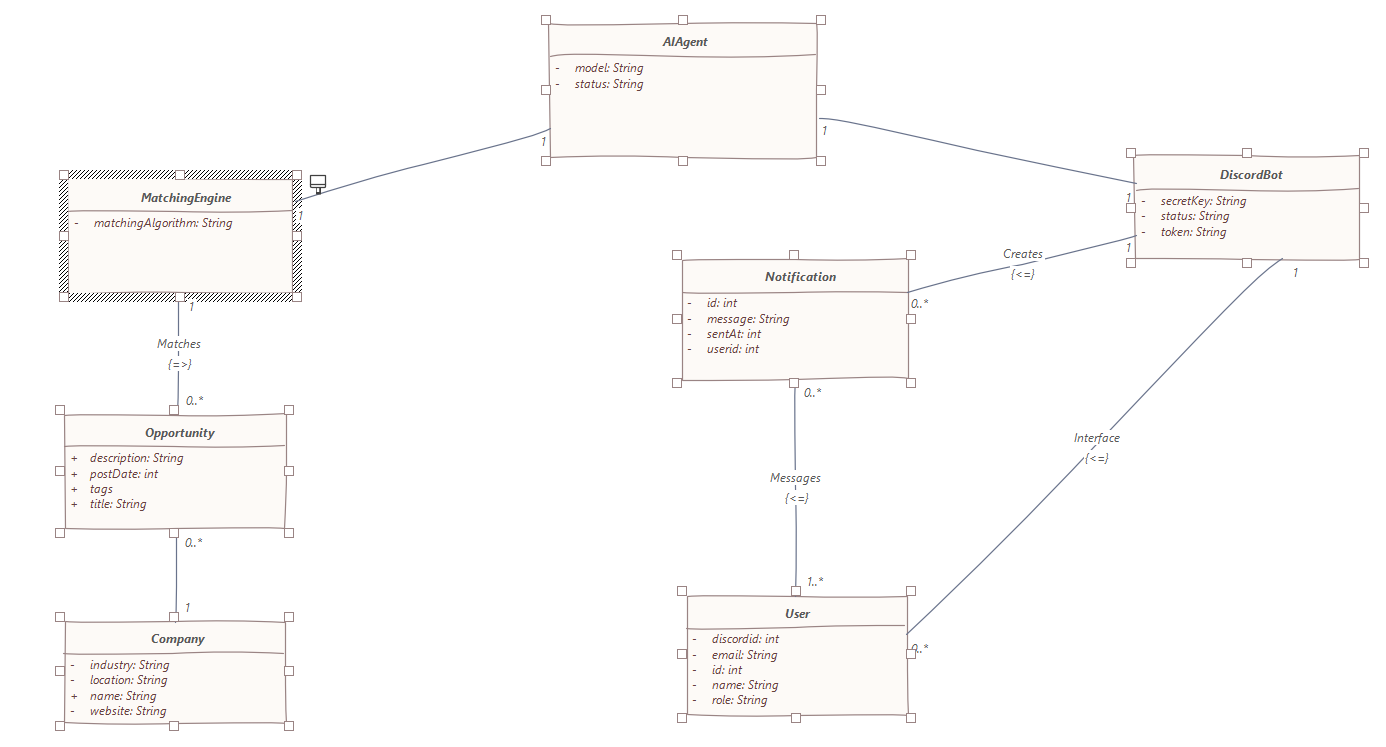 AIAgent
- model: String
- status: String
1
1
MatchingEngine
- matchingAlgorithm: String
1
1
Matches
{=>}
0..*
Opportunity
+ description: String
+ postDate: int
+ tags
+ title: String
0..*
1
Company
- industry: String
- location: String
+ name: String
- website: String
DiscordBot
- secretKey: String
- status: String
- token: String
1
1
1
Creates
{<=}
0..*
Notification
- id: int
- message: String
- sentAt: int
- userid: int
0..*
Messages
{<=}
1..*
Interface
{<=}
0..*
User
- discordid: int
- email: String
- id: int
- name: String
- role: String